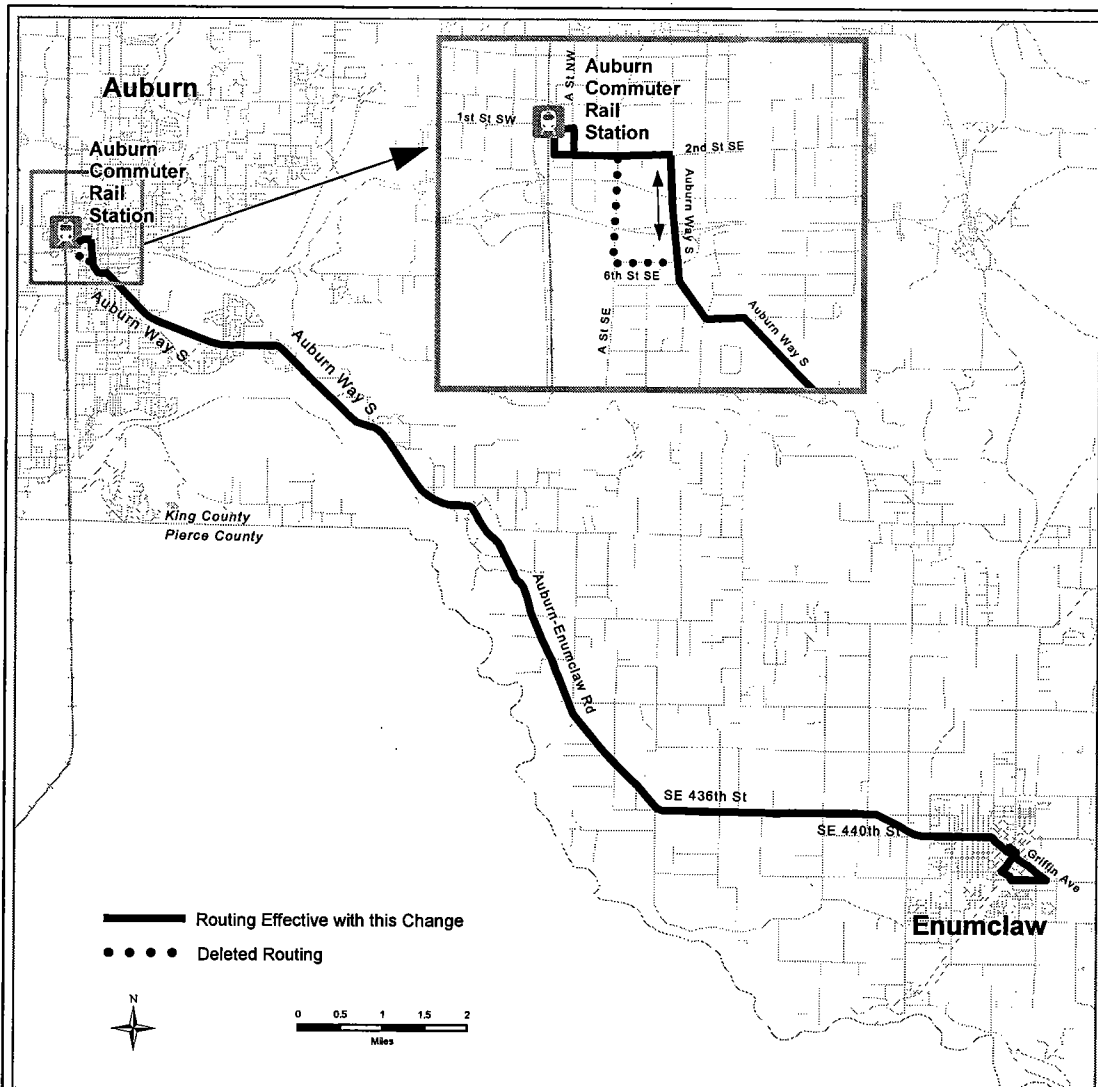 Auburn
Auburn
Commuter
Rail
Station
A St NW
Auburn
Commuter
Rail
Station
1st St SW
2nd St SE
Auburn Way S
6th St SE
A St SE
Auburn Way S
Auburn Way S
Auburn Way S
King County
Pierce County
Auburn-Enumclaw Rd
SE 436th St
SE 440th St
Griffin Ave
Enumclaw
Routing Effective with this Change
Deleted Routing
N
0 0.5 1 1.5 2
Miles